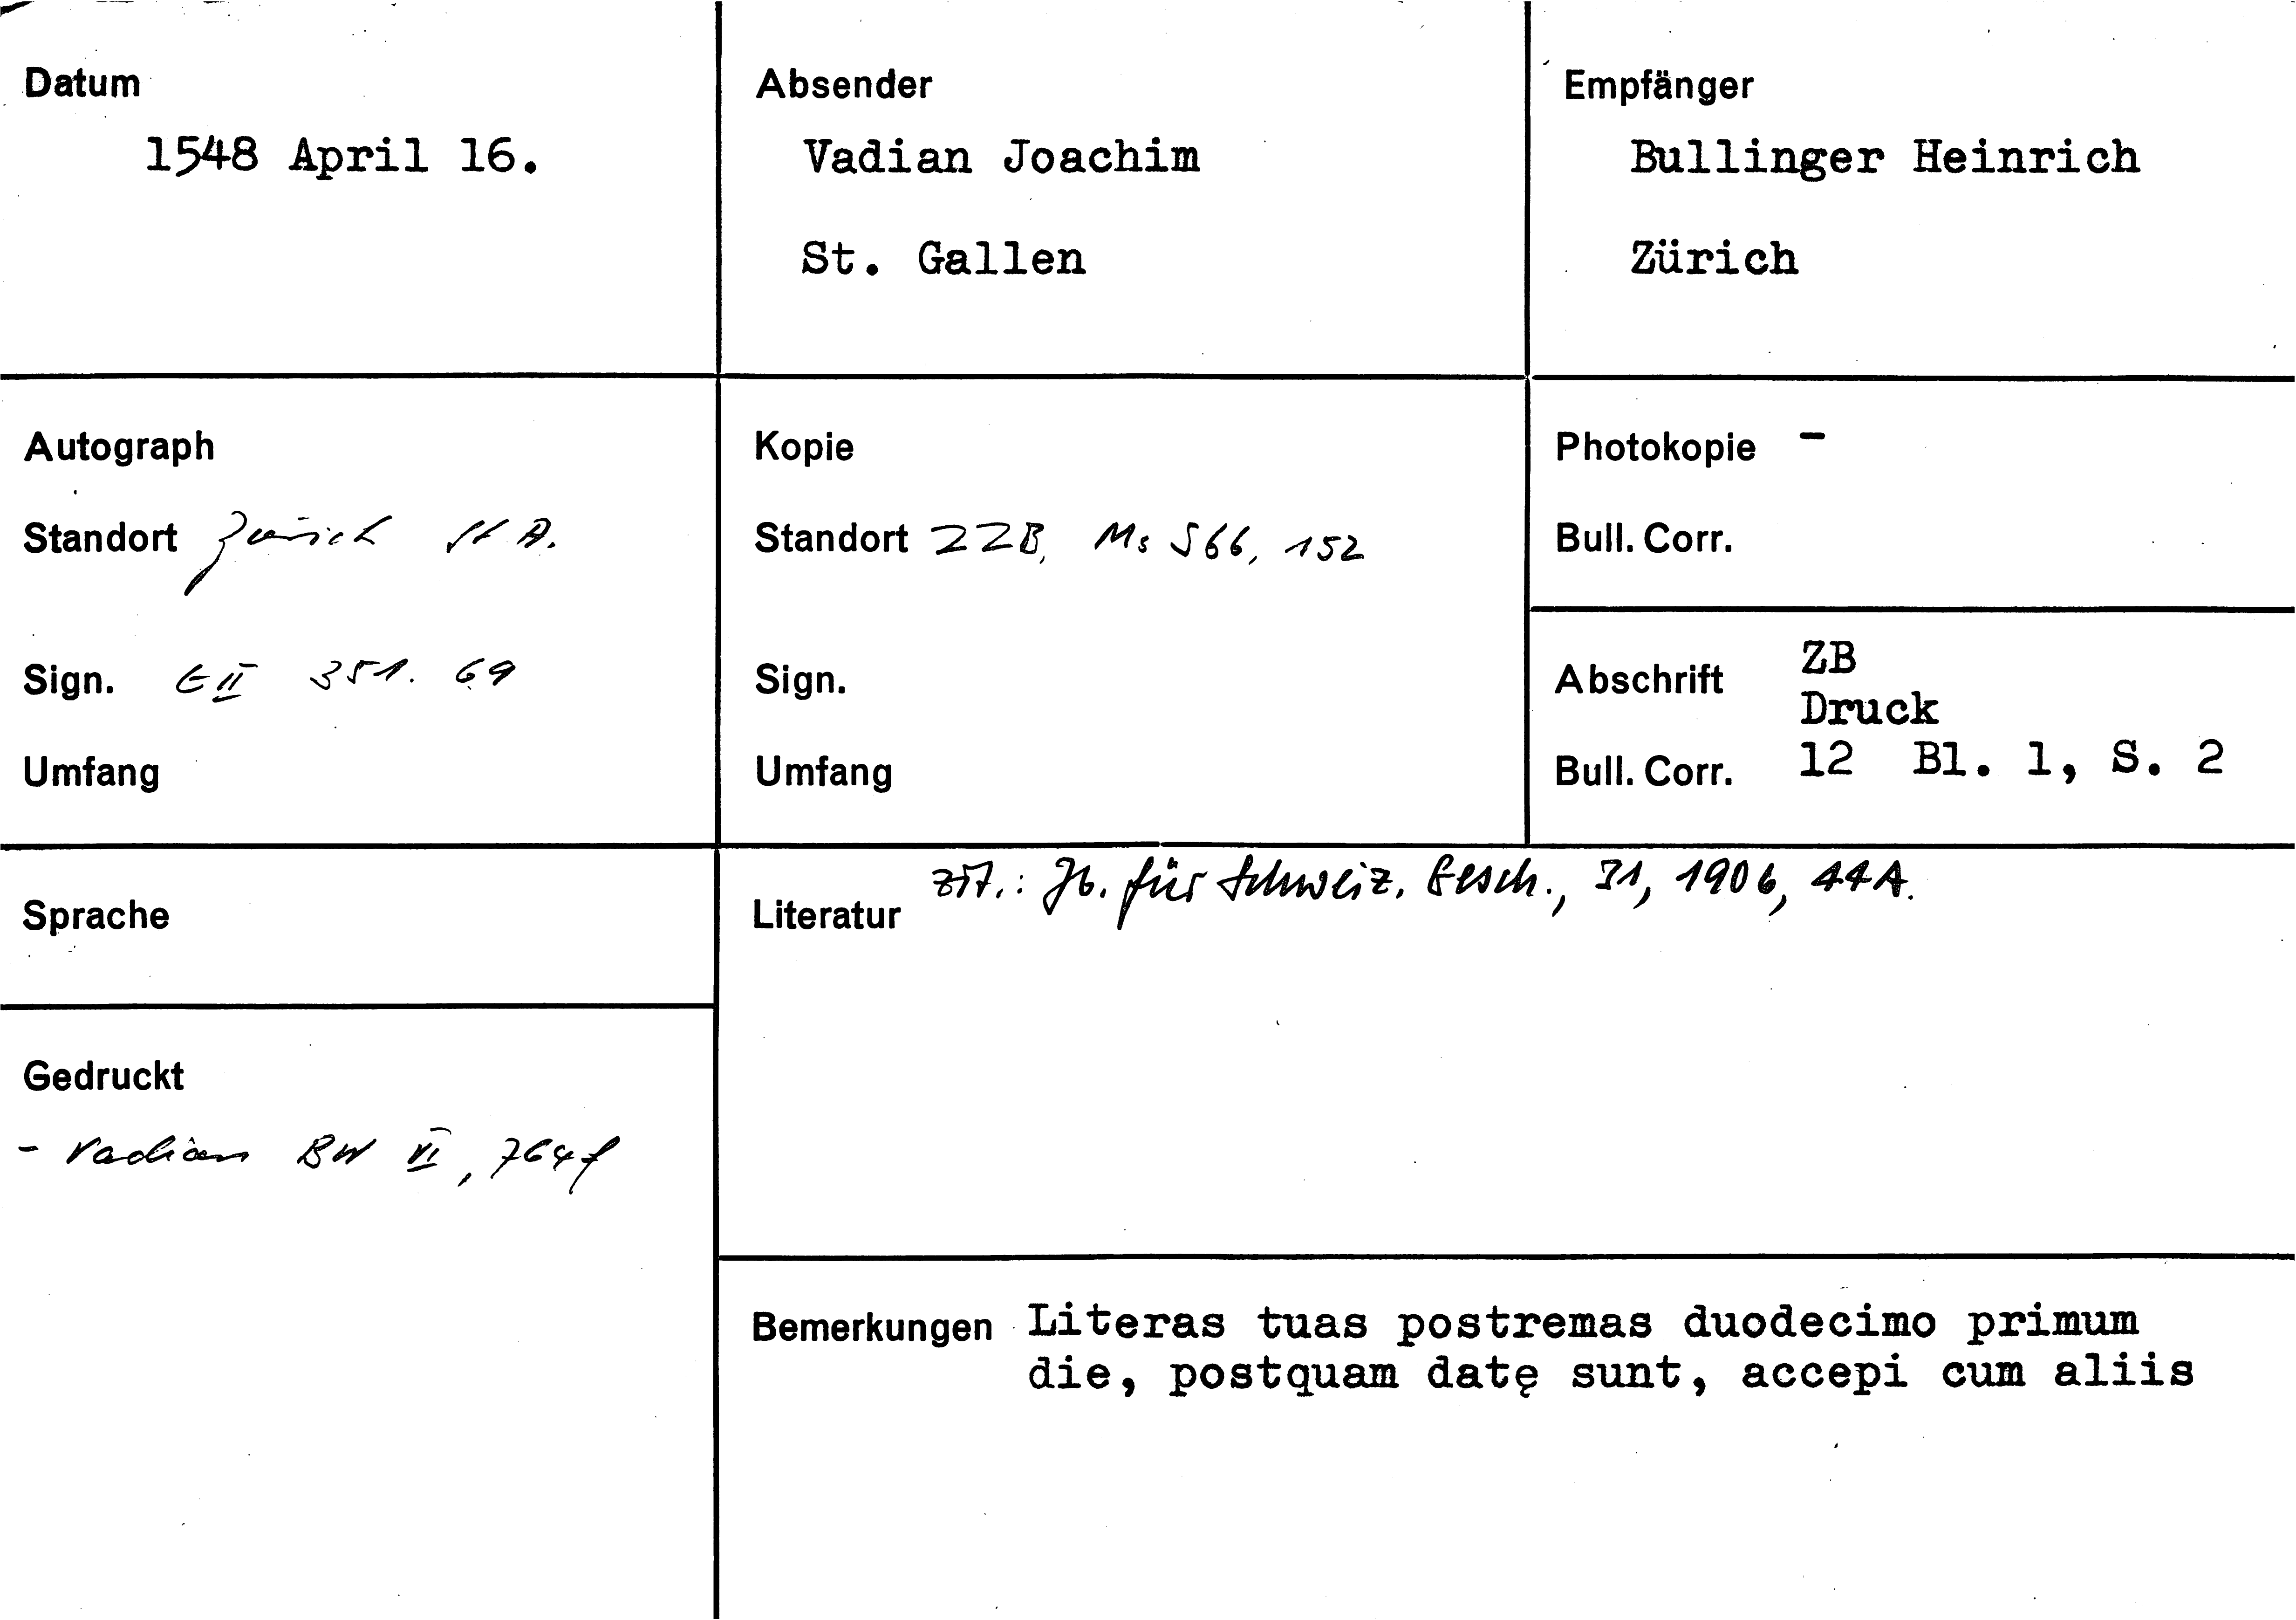 Datum
1548 April 16.
Absender
Vadian Joachim
St. Gallen
Empfänger
Bullinger Heinrich
Zürich
Autograph
Standort Zürich StA.
Sign. E II 351. 69
Umfang
Kopie
Standort ZZB, Ms S66, 152
Sign.
Umfang
Photokopie -
Bull. Corr.
Abschrift ZB
Druck
Bull. Corr. 12 Bl. 1, S. 2
Sprache
Literatur zit.: Jb. für Schweiz. Gesch., 31, 1906, 44A.
Gedruckt
- Vadian BW VI, 764f
Bemerkungen Literas tuas postremas duodecimo primum
die, postquam datę sunt, accepi cum aliis